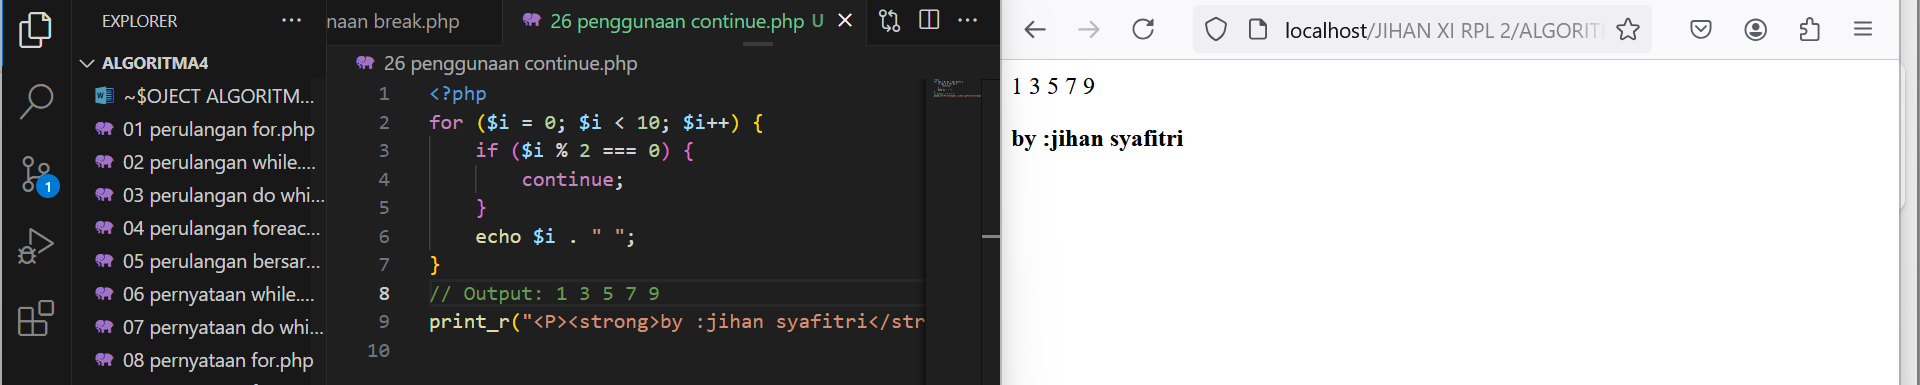 EXPLORER
ALGORITMA4
~$OJECT ALGORITM...
01 perulangan for.php
02 perulangan while....
03 perulangan do whi...
04 perulangan foreac...
05 perulangan bersar...
06 pernyataan while....
07 pernyataan do whi...
08 pernyataan for.php
1
naan break.php
26 penggunaan continue.php U
26 penggunaan continue.php
1 <?php
2 for ($i = 0; $i < 10; $i++) {
3 if ($i % 2 === 0) {
4 continue;
5 }
6 echo $i . " ";
7 }
8 // Output: 1 3 5 7 9
9 print_r("<P><strong>by :jihan syafitri</str
10
localhost/JIHAN XI RPL 2/ALGORIT
1 3 5 7 9
by :jihan syafitri